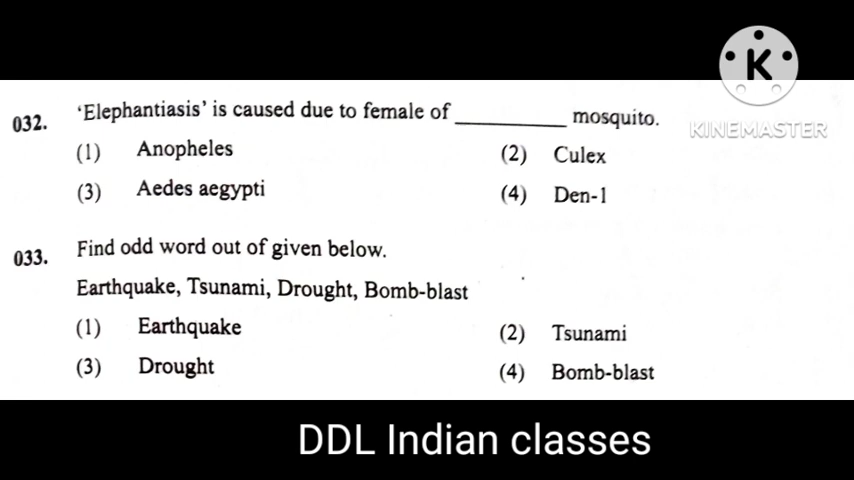 K
KINEMASTER
032. 'Elephantiasis' is caused due to female of __________ mosquito.
(1) Anopheles (2) Culex
(3) Aedes aegypti (4) Den-1
033. Find odd word out of given below.
Earthquake, Tsunami, Drought, Bomb-blast
(1) Earthquake (2) Tsunami
(3) Drought (4) Bomb-blast
DDL Indian classes